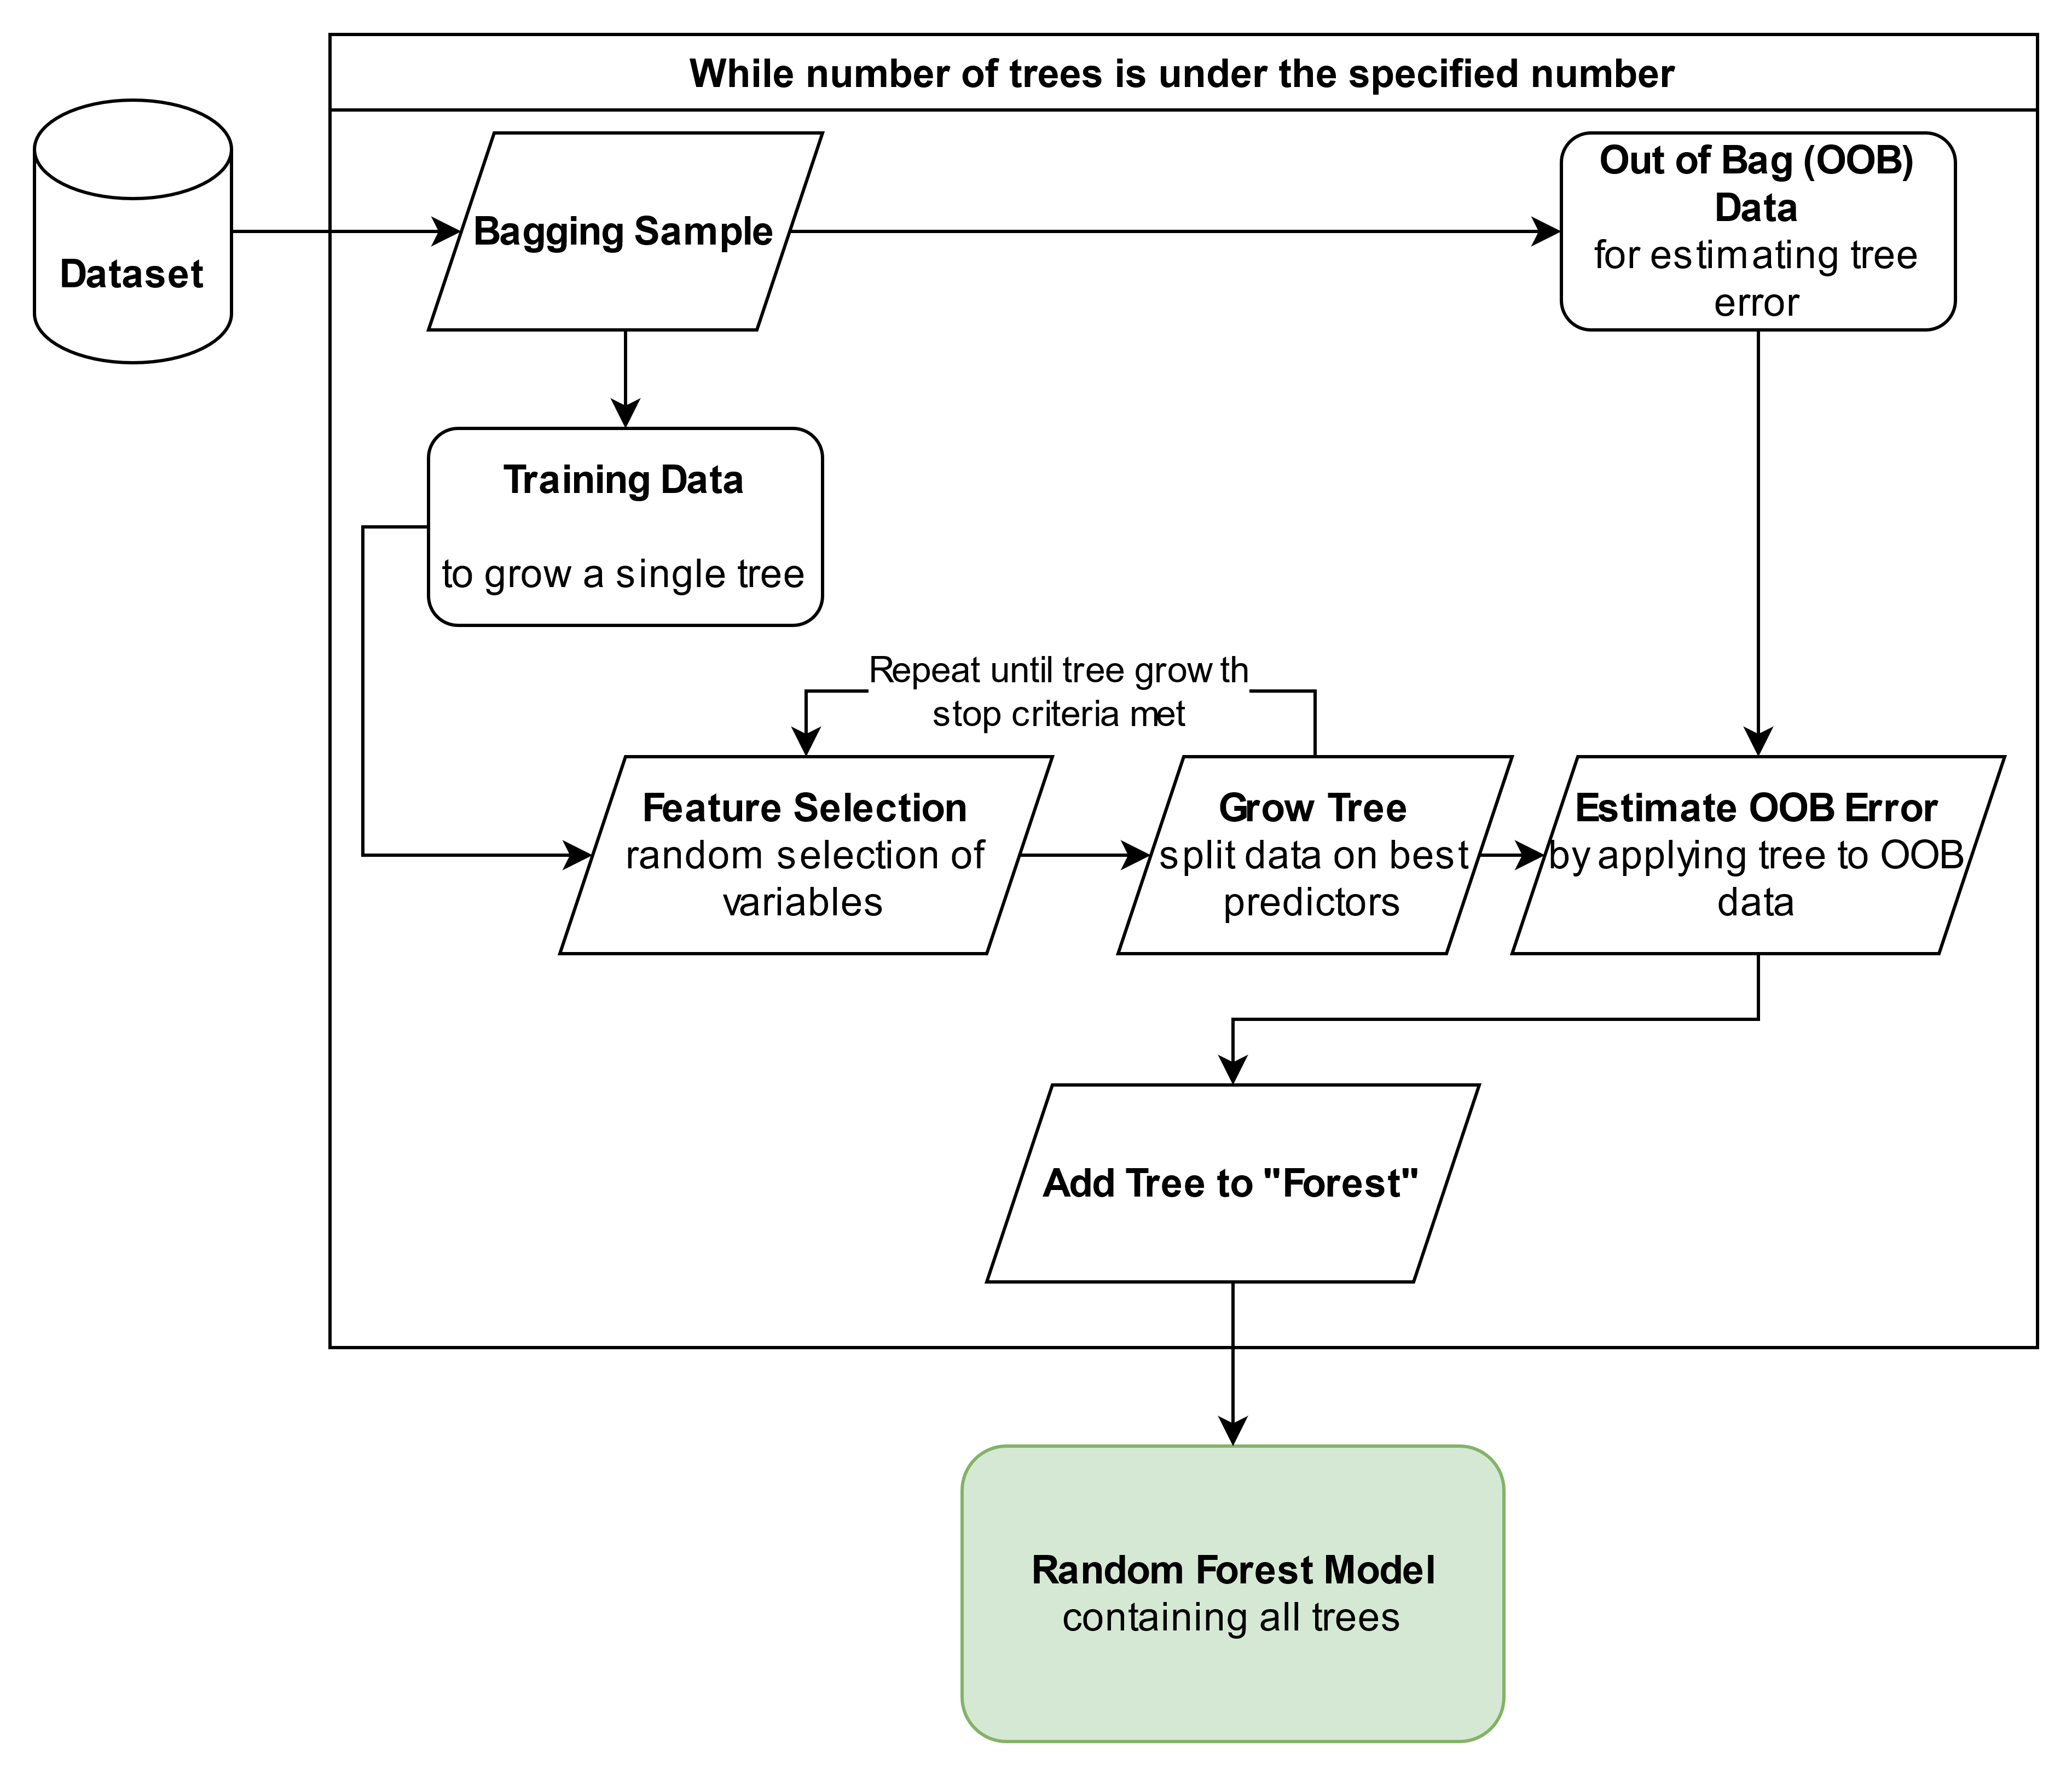 While number of trees is under the specified number
Dataset
Bagging Sample
Out of Bag (OOB)
Data
for estimating tree
error
Training Data
to grow a single tree
Repeat until tree growth
stop criteria met
Feature Selection
random selection of
variables
Grow Tree
split data on best
predictors
Estimate OOB Error
by applying tree to OOB
data
Add Tree to "Forest"
Random Forest Model
containing all trees